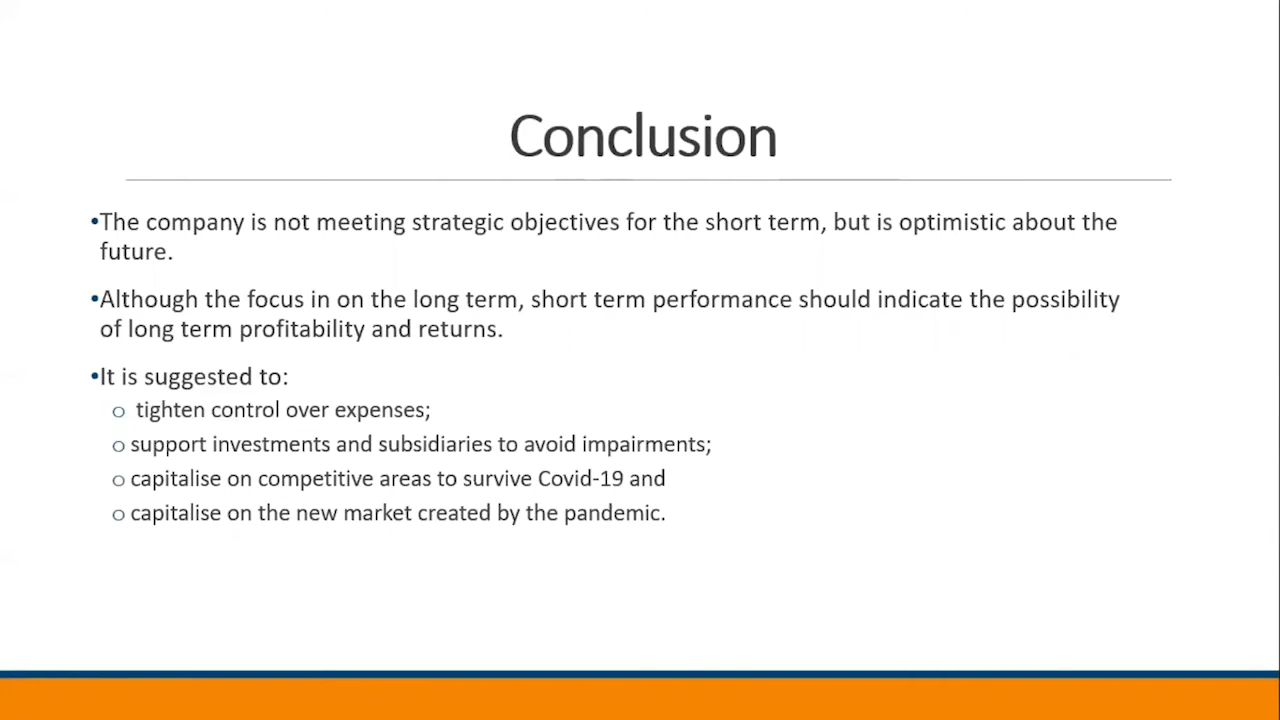 Conclusion
•The company is not meeting strategic objectives for the short term, but is optimistic about the
future.
•Although the focus in on the long term, short term performance should indicate the possibility
of long term profitability and returns.
•It is suggested to:
o tighten control over expenses;
o support investments and subsidiaries to avoid impairments;
o capitalise on competitive areas to survive Covid-19 and
o capitalise on the new market created by the pandemic.